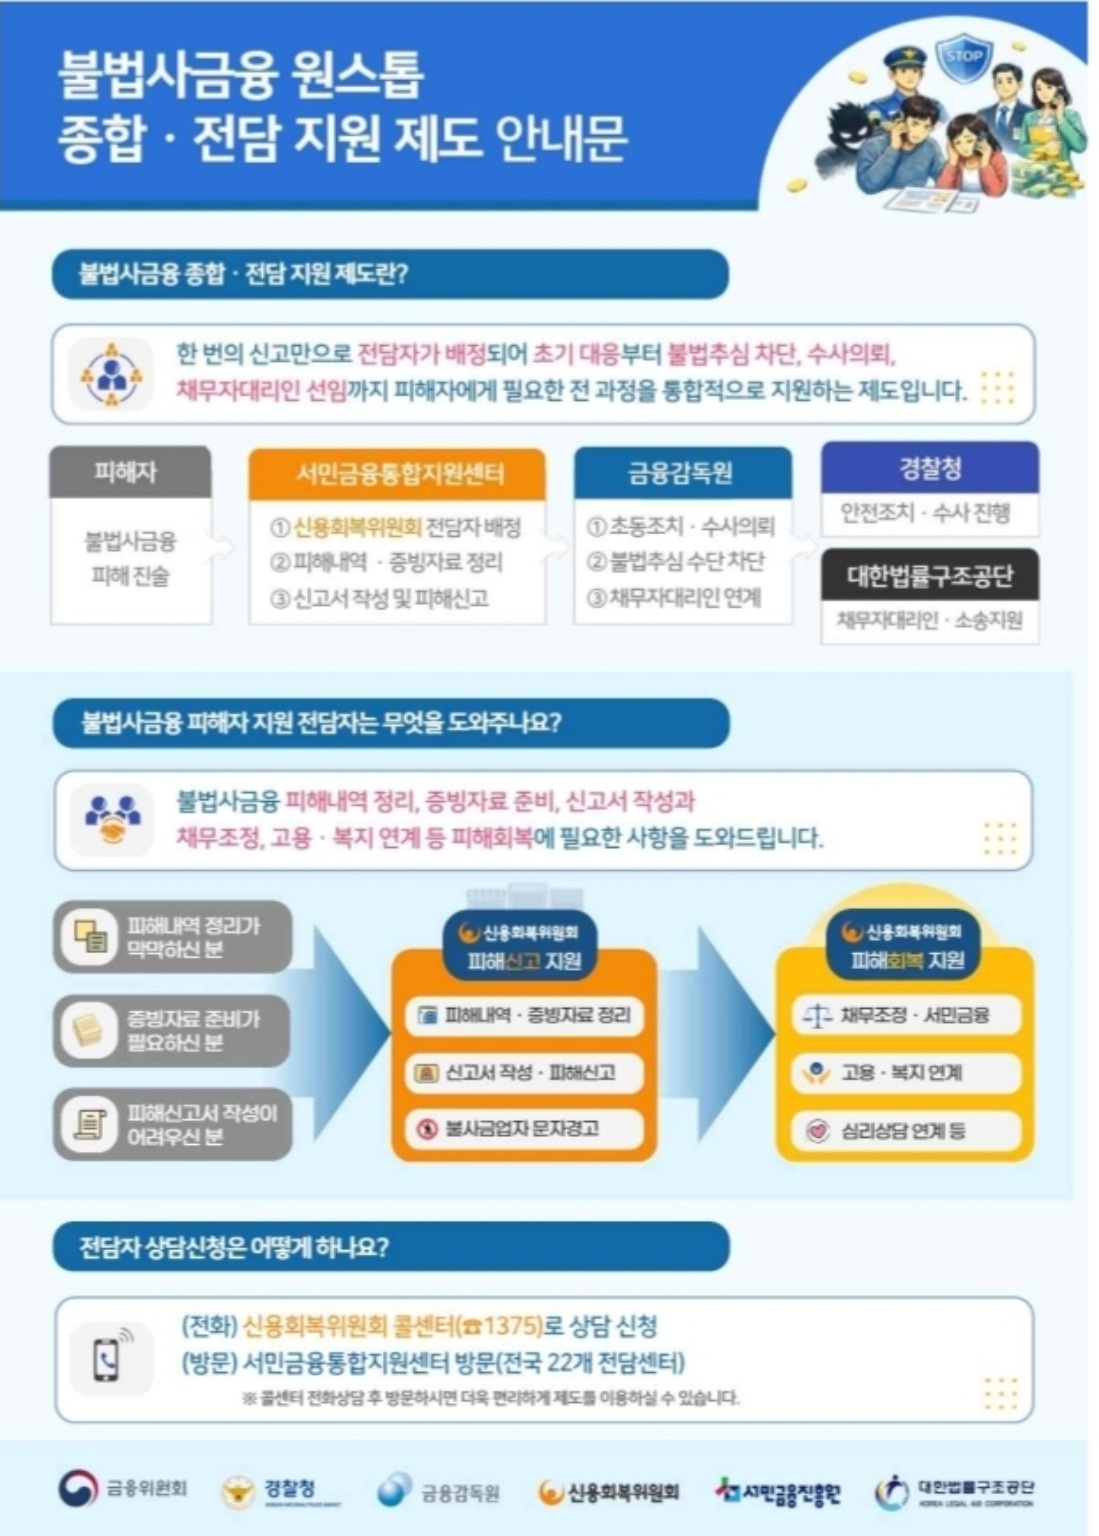 불법사금융 원스톱
종합 · 전담 지원 제도 안내문
STOP
불법사금융 종합 · 전담 지원 제도란?
한 번의 신고만으로 전담자가 배정되어 초기 대응부터 불법추심 차단, 수사의뢰,
채무자대리인 선임까지 피해자에게 필요한 전 과정을 통합적으로 지원하는 제도입니다.
피해자
불법사금융
피해 진술
서민금융통합지원센터
① 신용회복위원회 전담자 배정
② 피해내역 · 증빙자료 정리
③ 신고서 작성 및 피해신고
금융감독원
① 초동조치 · 수사의뢰
② 불법추심 수단 차단
③ 채무자대리인 연계
경찰청
안전조치 · 수사 진행
대한법률구조공단
채무자대리인 · 소송지원
불법사금융 피해자 지원 전담자는 무엇을 도와주나요?
불법사금융 피해내역 정리, 증빙자료 준비, 신고서 작성과
채무조정, 고용 · 복지 연계 등 피해회복에 필요한 사항을 도와드립니다.
피해내역 정리가
막막하신 분
증빙자료 준비가
필요하신 분
피해신고서 작성이
어려우신 분
신용회복위원회
피해신고 지원
피해내역 · 증빙자료 정리
신고서 작성 · 피해신고
불사금업자 문자경고
신용회복위원회
피해회복 지원
채무조정 · 서민금융
고용 · 복지 연계
심리상담 연계 등
전담자 상담신청은 어떻게 하나요?
(전화) 신용회복위원회 콜센터(☎1375)로 상담 신청
(방문) 서민금융통합지원센터 방문(전국 22개 전담센터)
※ 콜센터 전화상담 후 방문하시면 더욱 편리하게 제도를 이용하실 수 있습니다.
금융위원회
경찰청
KOREAN NATIONAL POLICE AGENCY
금융감독원
신용회복위원회
서민금융진흥원
대한법률구조공단
KOREA LEGAL AID CORPORATION